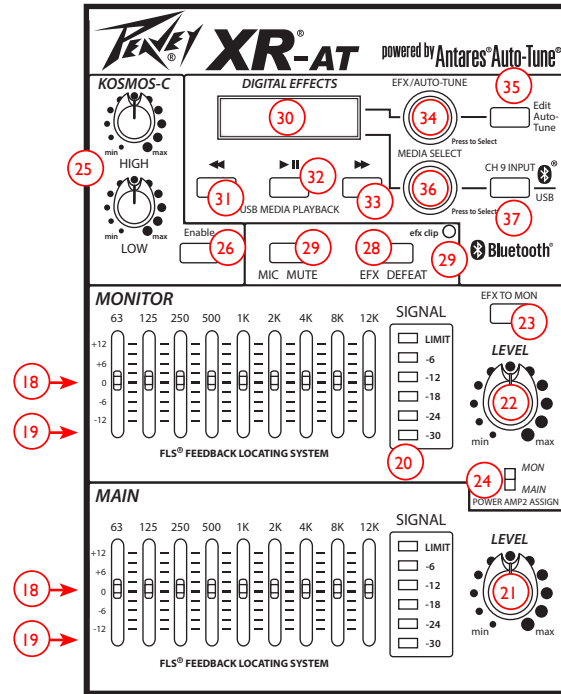 PEAVEY® XR®-AT powered by Antares® Auto-Tune®
KOSMOS-C
min max
HIGH
25
min max
LOW
Enable
26
DIGITAL EFFECTS
30
31 32 33
USB MEDIA PLAYBACK
EFX/AUTO-TUNE
34
Press to Select
35
Edit
Auto-
Tune
MEDIA SELECT
36
Press to Select
CH 9 INPUT ®
USB
37
29
MIC MUTE
28
EFX DEFEAT
efx clip
29
Bluetooth®
MONITOR
63 125 250 500 1K 2K 4K 8K 12K
+12
+6
0
-6
-12
18
19
FLS® FEEDBACK LOCATING SYSTEM
SIGNAL
LIMIT
-6
-12
-18
-24
-30
20
EFX TO MON
23
LEVEL
22
min max
24
MON
MAIN
POWER AMP2 ASSIGN
MAIN
63 125 250 500 1K 2K 4K 8K 12K
+12
+6
0
-6
-12
18
19
FLS® FEEDBACK LOCATING SYSTEM
SIGNAL
LIMIT
-6
-12
-18
-24
-30
LEVEL
21
min max